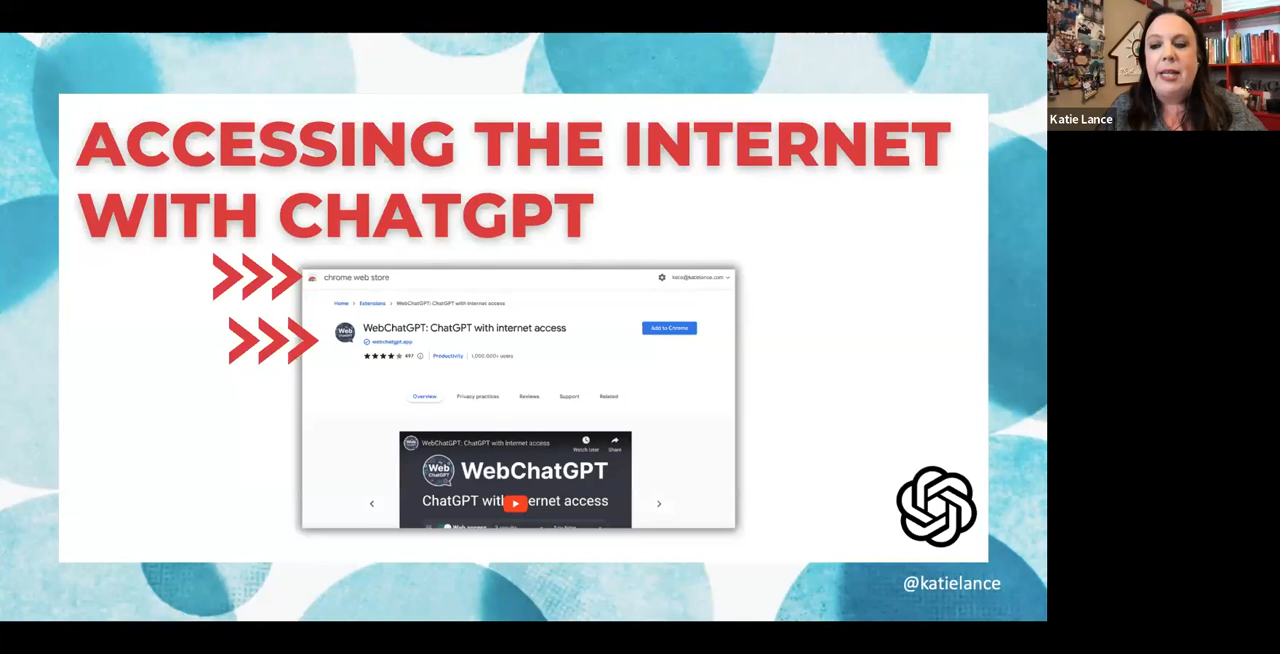 ACCESSING THE INTERNET
WITH CHATGPT
chrome web store
Home > Extensions > WebChatGPT: ChatGPT with internet access
WebChatGPT: ChatGPT with internet access
Add to Chrome
webchatgpt.app
497
Productivity
1,000,000+ users
Overview
Privacy practices
Reviews
Support
Related
WebChatGPT: ChatGPT with Internet access
Watch later
Share
WebChatGPT
@katielance
Katie Lance